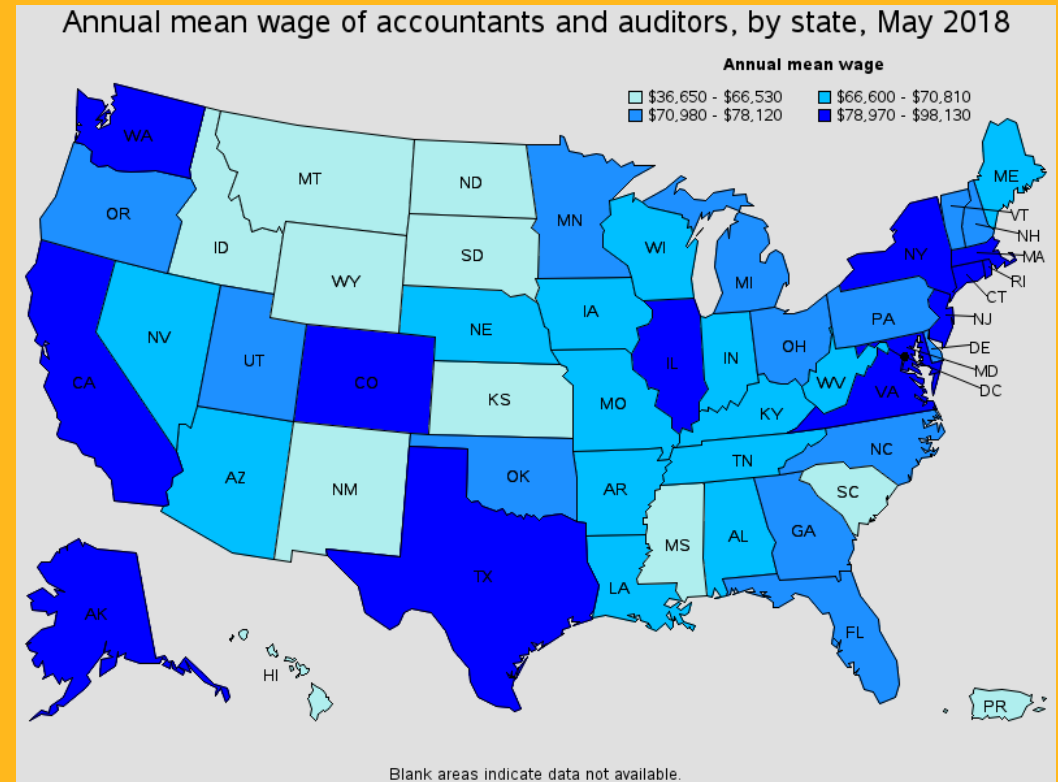 Annual mean wage of accountants and auditors, by state, May 2018
Annual mean wage
$36,650 - $66,530
$66,600 - $70,810
$70,980 - $78,120
$78,970 - $98,130
WA
MT
ND
MN
ME
OR
VT
NH
ID
SD
WI
NY
MA
WY
MI
RI
CT
NE
IA
PA
NJ
NV
UT
OH
DE
CO
IL
IN
MD
CA
KS
MO
WV
VA
DC
KY
AZ
NM
OK
AR
TN
NC
SC
MS
AL
GA
TX
LA
AK
FL
HI
PR
Blank areas indicate data not available.